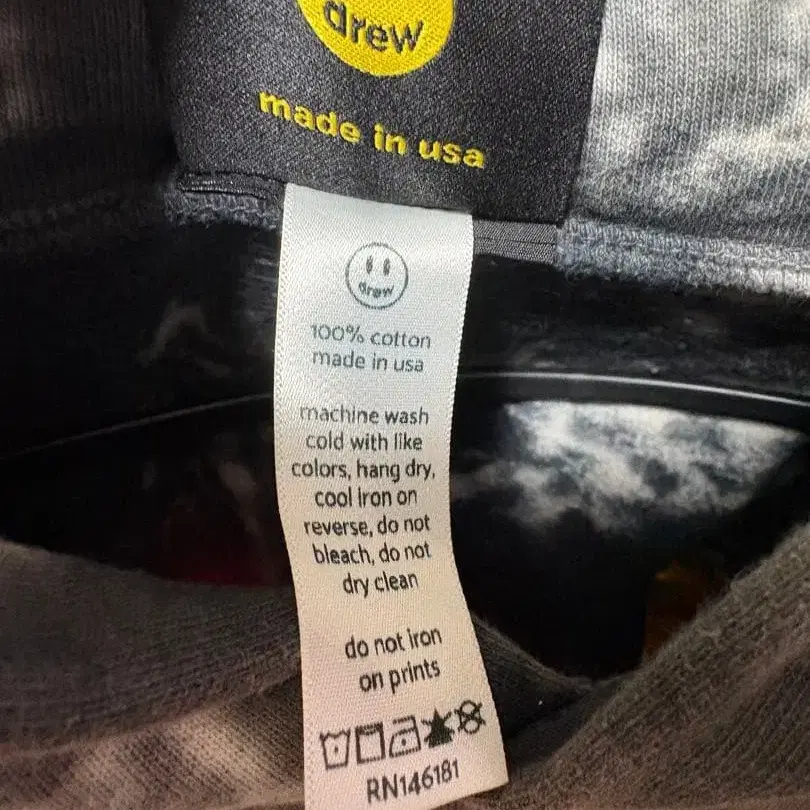 drew
made in usa
drew
100% cotton
made in usa
machine wash
cold with like
colors, hang dry,
cool iron on
reverse, do not
bleach, do not
dry clean
do not iron
on prints
RN146181